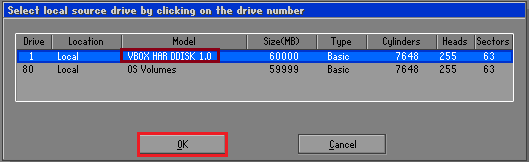 Select local source drive by clicking on the drive number
Drive Location Model Size(MB) Type Cylinders Heads Sectors
1 Local VBOX HAR DDISK 1.0 60000 Basic 7648 255 63
80 Local OS Volumes 59999 Basic 7648 255 63
OK Cancel